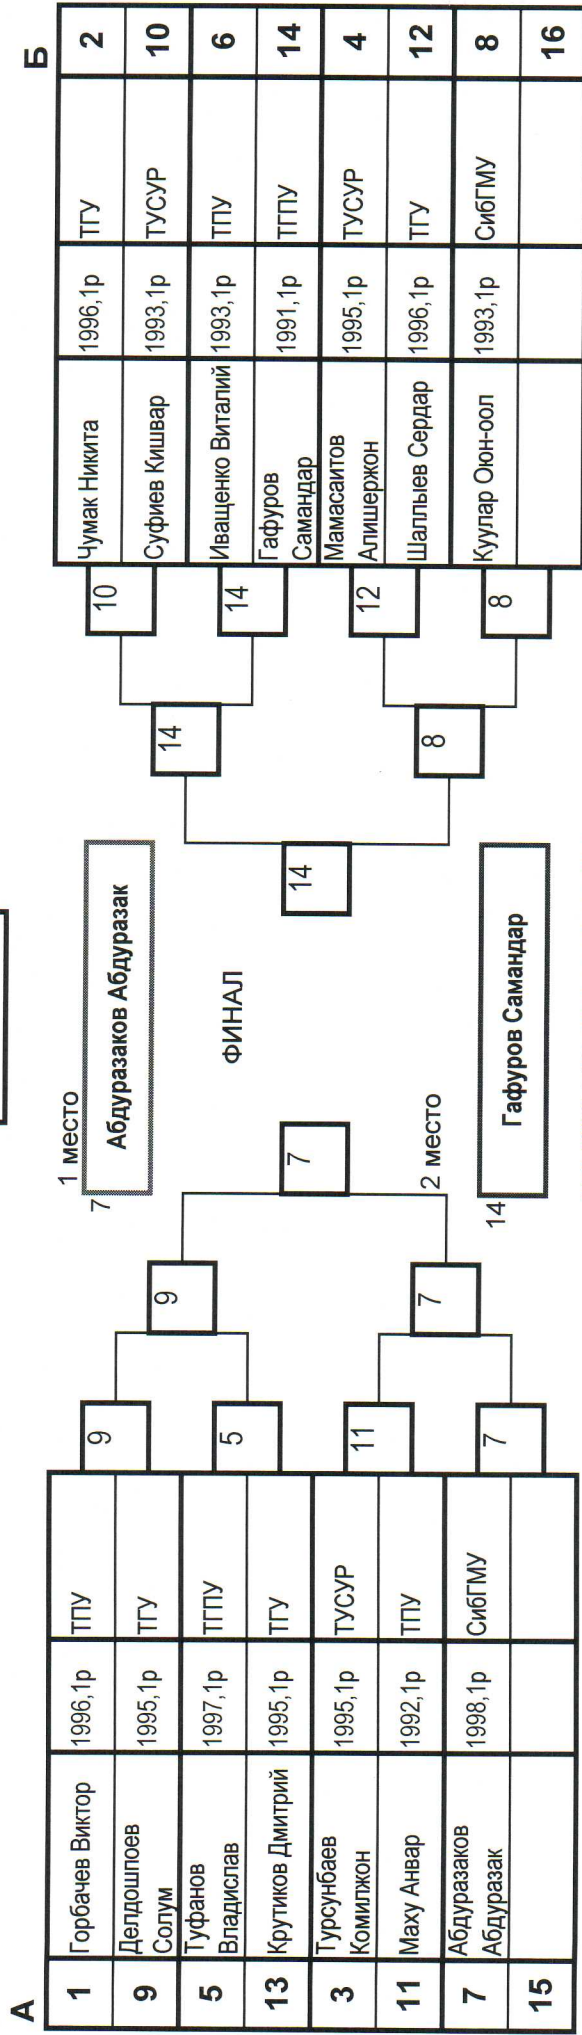 А
1 Горбачев Виктор 1996,1р ТПУ
9 Делдошпоев Солум 1995,1р ТГУ
5 Туфанов Владислав 1997,1р ТГПУ
13 Крутиков Дмитрий 1995,1р ТГУ
3 Турсунбаев Комилжон 1995,1р ТУСУР
11 Маху Анвар 1992,1р ТПУ
7 Абдуразаков Абдуразак 1998,1р СибГМУ
15
9
5
11
7
9
7
7
1 место
7 Абдуразаков Абдуразак
ФИНАЛ
2 место
14 Гафуров Самандар
14
14
8
10
14
12
8
Б
Чумак Никита 1996,1р ТГУ 2
Суфиев Кишвар 1993,1р ТУСУР 10
Иващенко Виталий 1993,1р ТПУ 6
Гафуров Самандар 1991,1р ТГПУ 14
Мамасаитов Алишержон 1995,1р ТУСУР 4
Шаллыев Сердар 1996,1р ТГУ 12
Куулар Оюн-оол 1993,1р СибГМУ 8
16